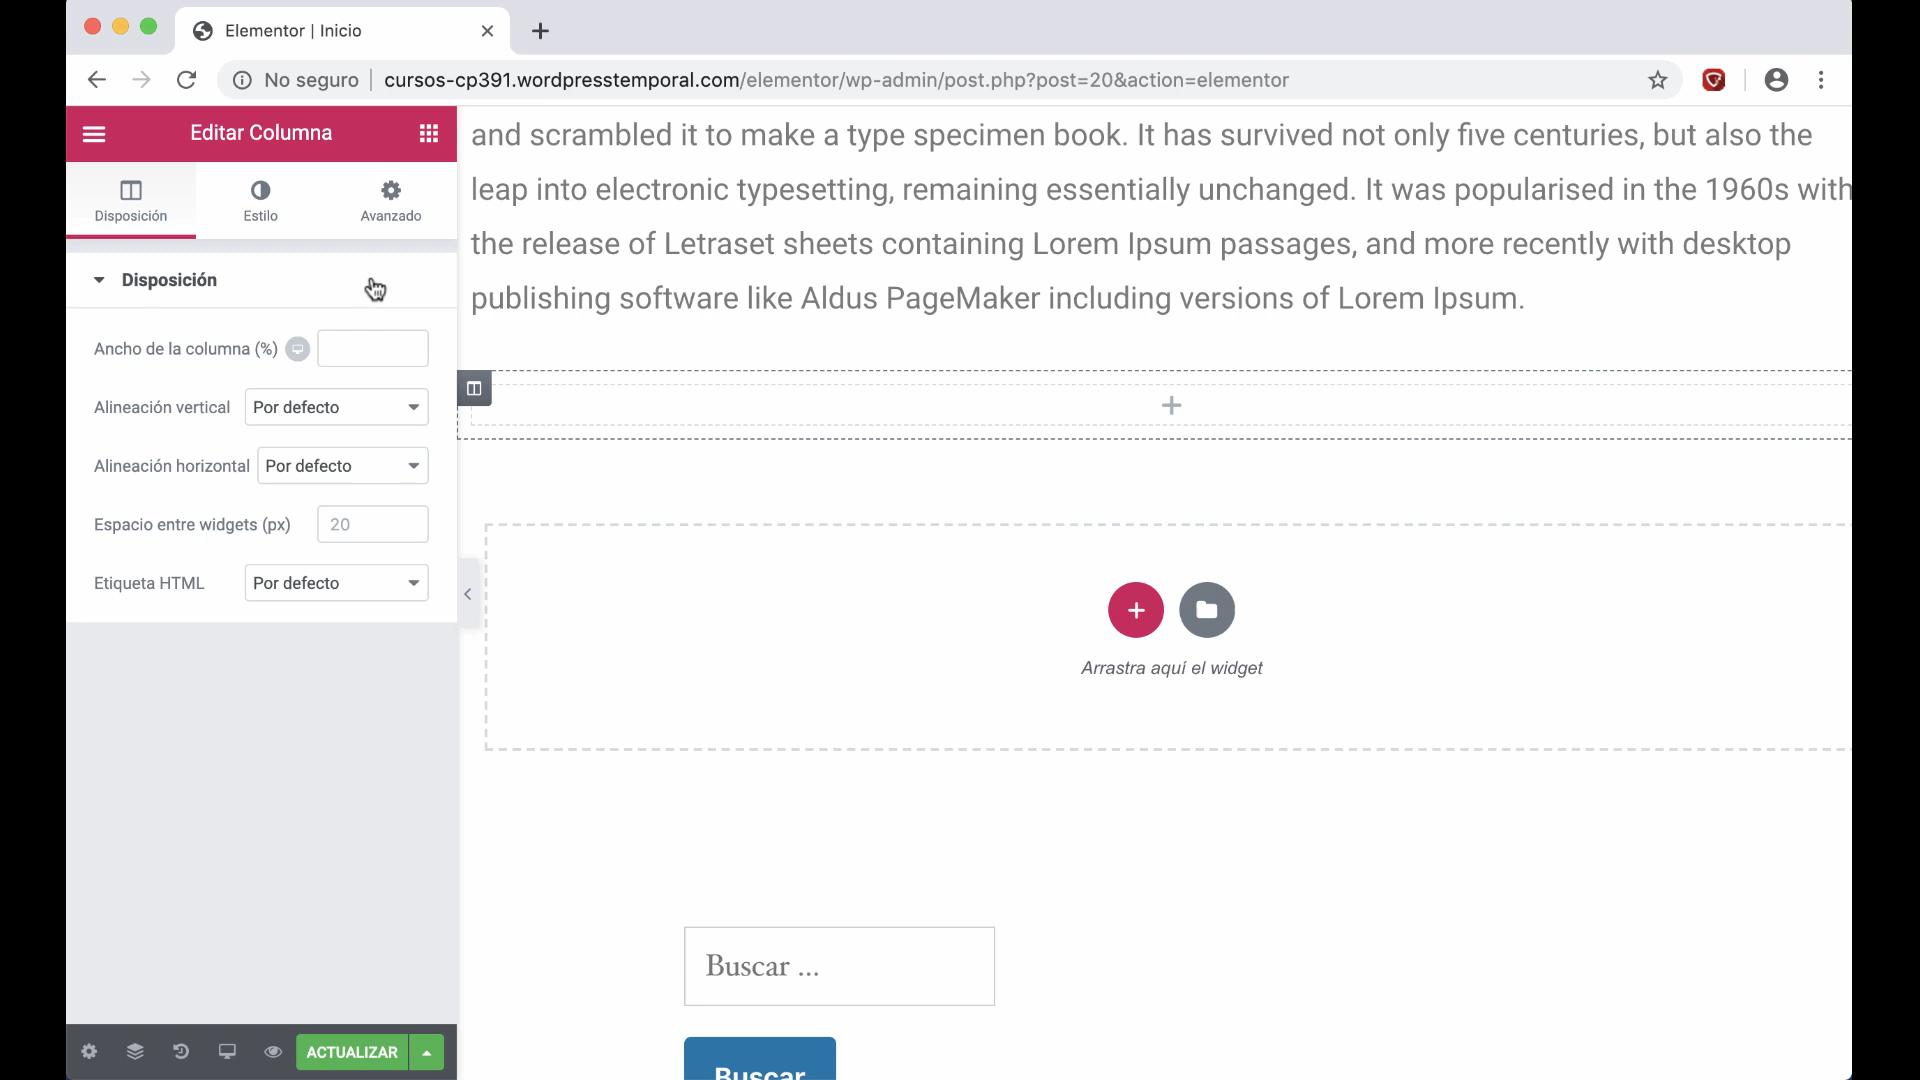 Elementor | Inicio
No seguro
cursos-cp391.wordpresstemporal.com/elementor/wp-admin/post.php?post=20&action=elementor
Editar Columna
Disposición
Estilo
Avanzado
Disposición
Ancho de la columna (%)
Alineación vertical
Por defecto
Alineación horizontal
Por defecto
Espacio entre widgets (px)
20
Etiqueta HTML
Por defecto
ACTUALIZAR
and scrambled it to make a type specimen book. It has survived not only five centuries, but also the
leap into electronic typesetting, remaining essentially unchanged. It was popularised in the 1960s with
the release of Letraset sheets containing Lorem Ipsum passages, and more recently with desktop
publishing software like Aldus PageMaker including versions of Lorem Ipsum.
Arrastra aquí el widget
Buscar ...
Buscar